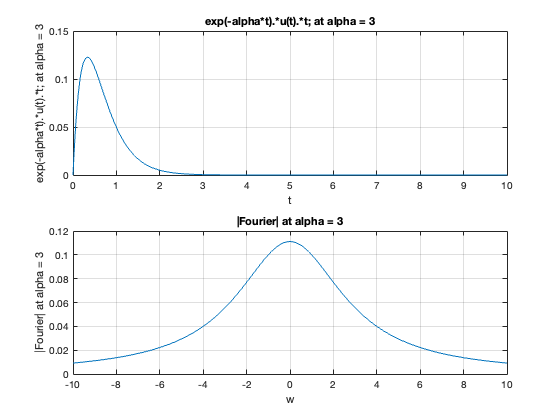 exp(-alpha*t).*u(t).*t; at alpha = 3
exp(-alpha*t).*u(t).*t; at alpha = 3
0.15
0.1
0.05
0
0 1 2 3 4 5 6 7 8 9 10
t
|Fourier| at alpha = 3
|Fourier| at alpha = 3
0.12
0.1
0.08
0.06
0.04
0.02
0
-10 -8 -6 -4 -2 0 2 4 6 8 10
w